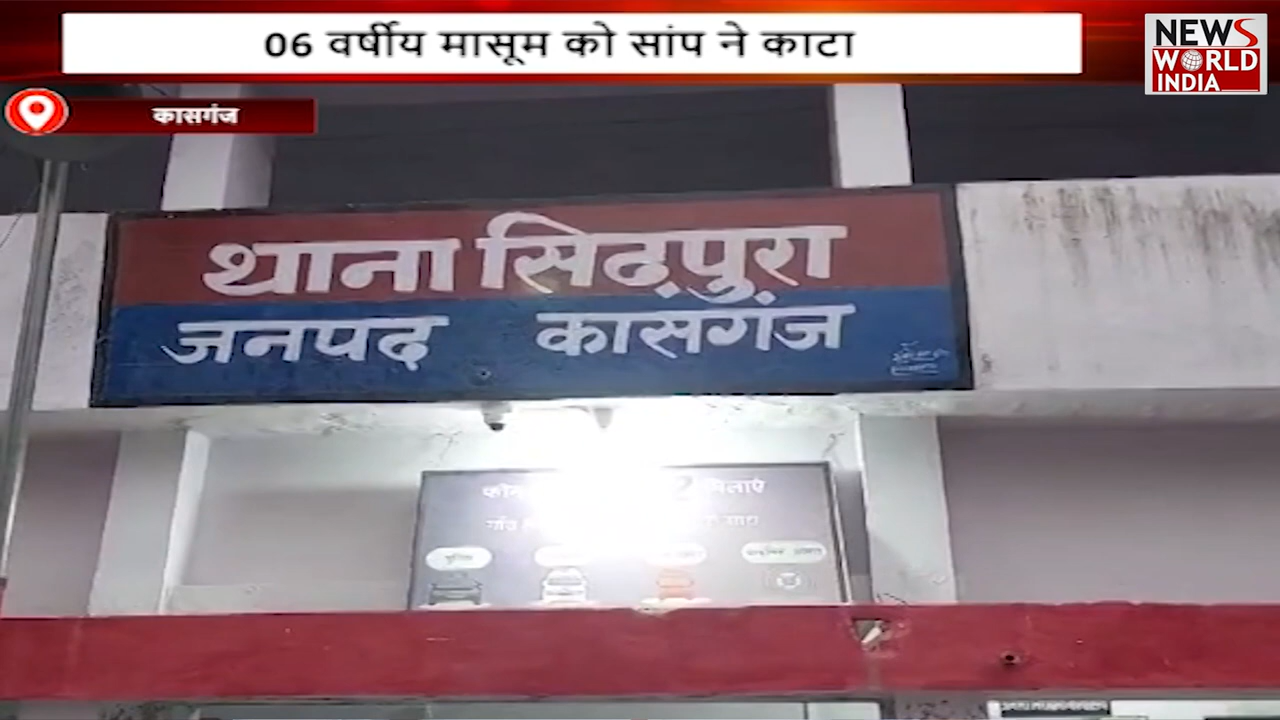 06 वर्षीय मासूम को सांप ने काटा
NEWS
WORLD
INDIA
कासगंज
थाना सिढ़पुरा
जनपद कासगंज
पुलिस